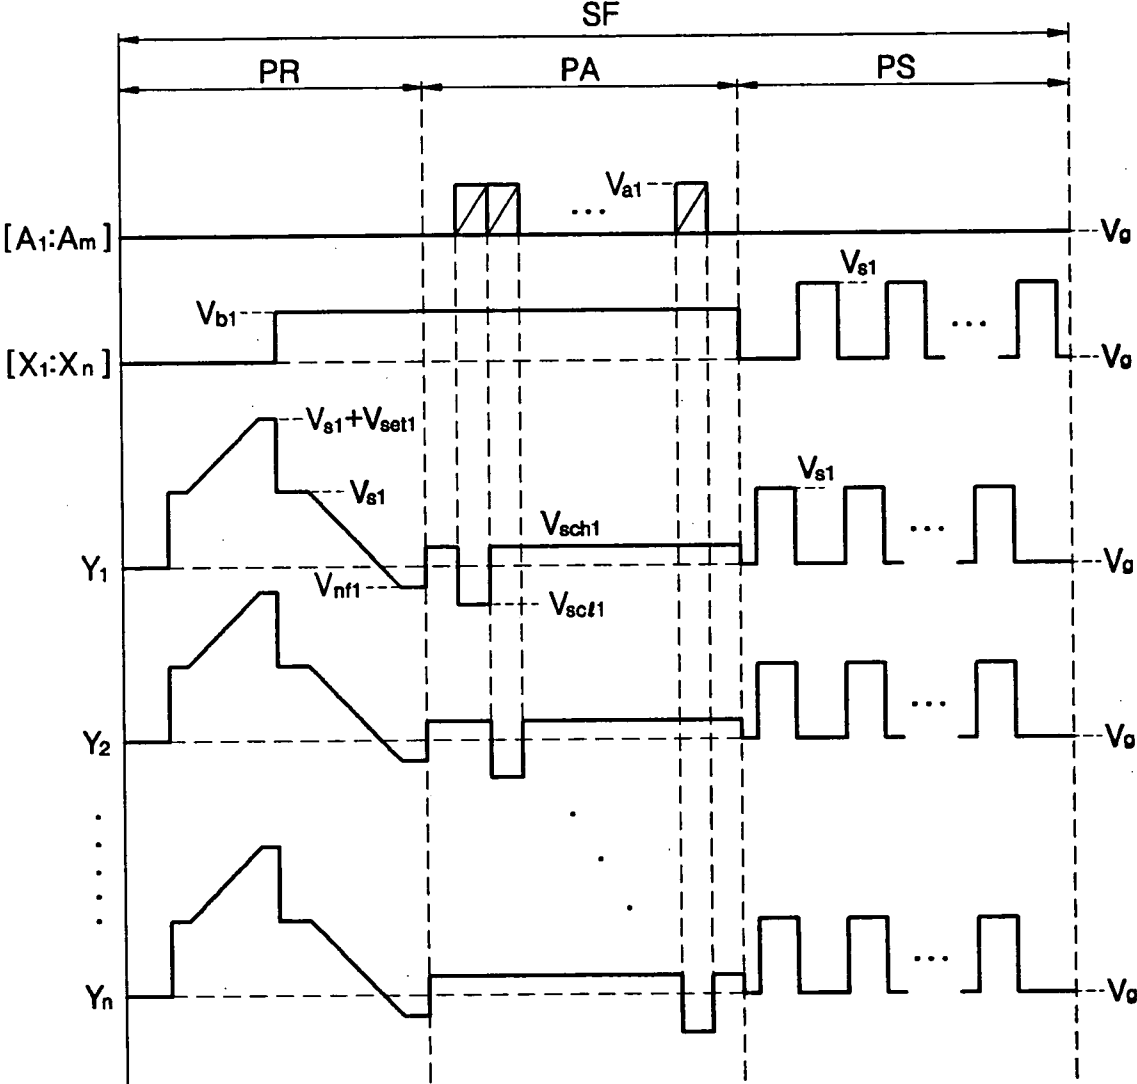 SF
PR PA PS
Va1
...
[A1:Am]
Vg
Vs1
Vb1
...
[X1:Xn]
Vg
Vs1+Vset1
Vs1
Vs1
Vsch1
...
Y1
Vg
Vnf1
Vscℓ1
...
Y2
Vg
...
Yn
Vg